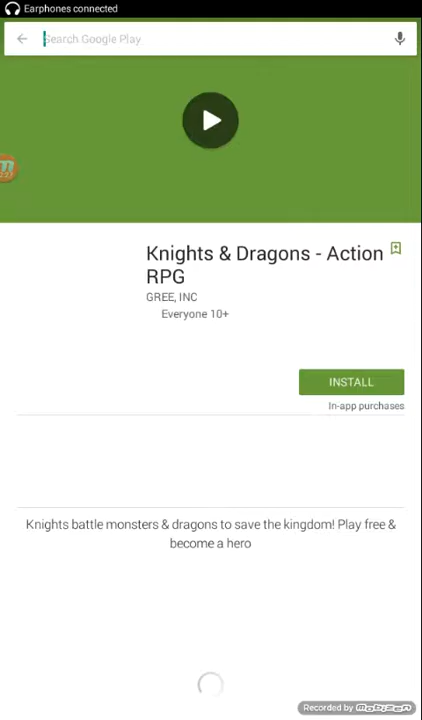 Earphones connected
Search Google Play
Knights & Dragons - Action
RPG
GREE, INC
Everyone 10+
INSTALL
In-app purchases
Knights battle monsters & dragons to save the kingdom! Play free &
become a hero
Recorded by mobizen